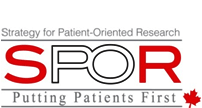 Strategy for Patient-Oriented Research
SPOR
Putting Patients First